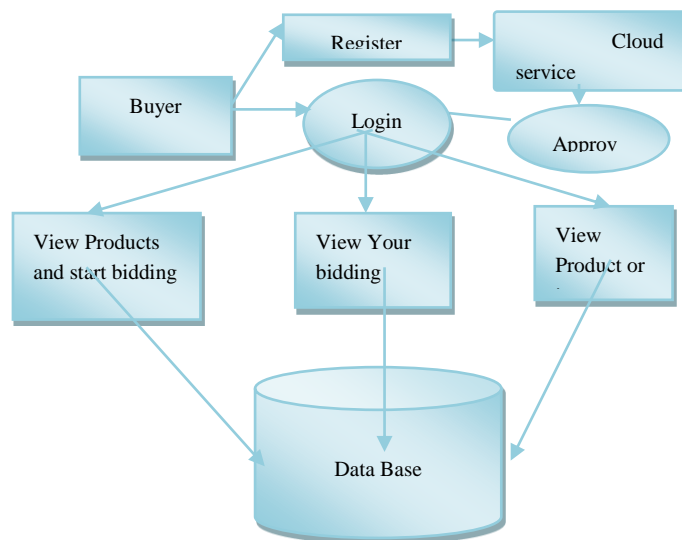 Register
Cloud
service
Buyer
Login
Approv
View Products
and start bidding
View Your
bidding
View
Product or
Data Base